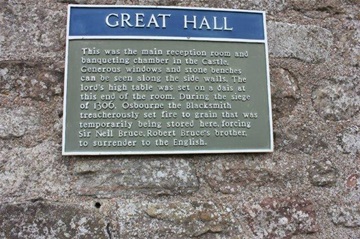 GREAT HALL
This was the main reception room and
banqueting chamber in the Castle.
Generous windows and stone benches
can be seen along the side walls. The
lord's high table was set on a dais at
this end of the room. During the siege
of 1306, Osbourne the Blacksmith
treacherously set fire to grain that was
temporarily being stored here, forcing
Sir Neil Bruce, Robert Bruce's brother,
to surrender to the English.